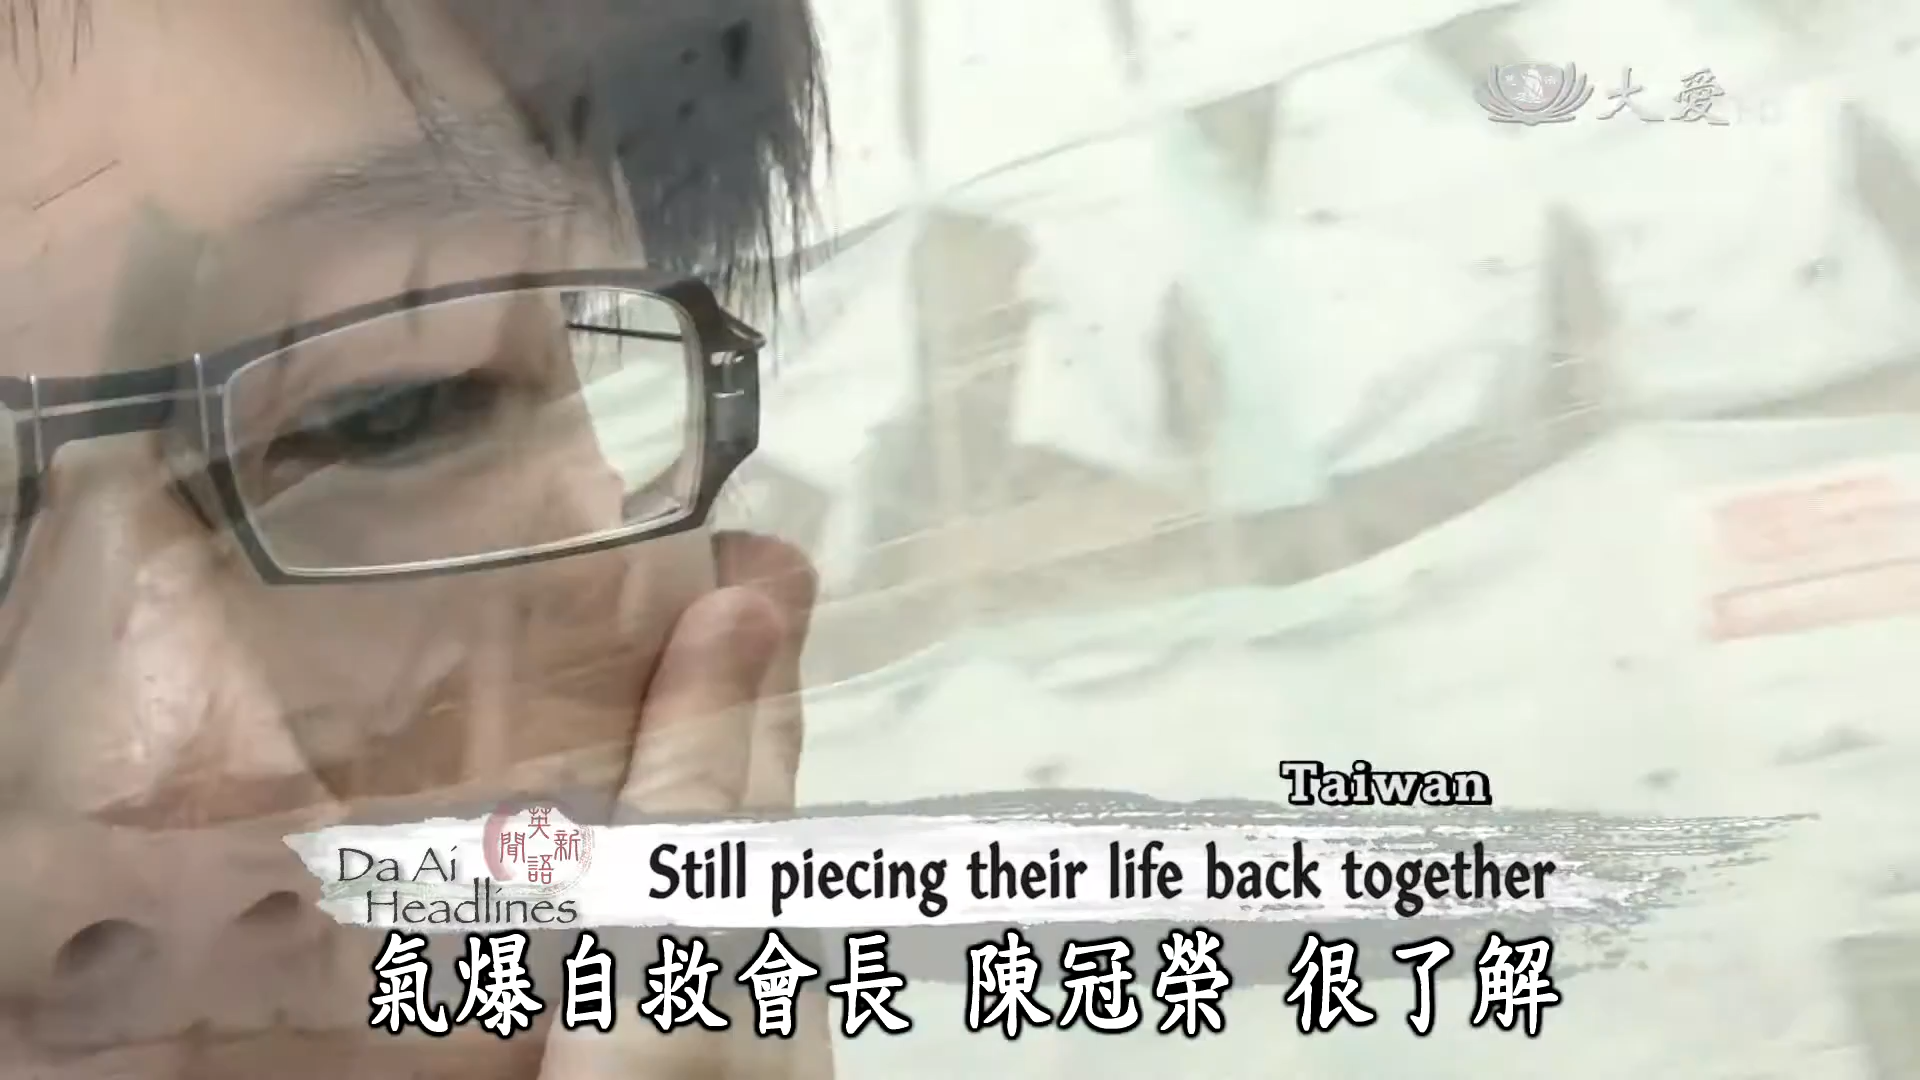 大愛
Taiwan
Da Ai
Headlines
英語新聞
Still piecing their life back together
氣爆自救會長 陳冠榮 很了解